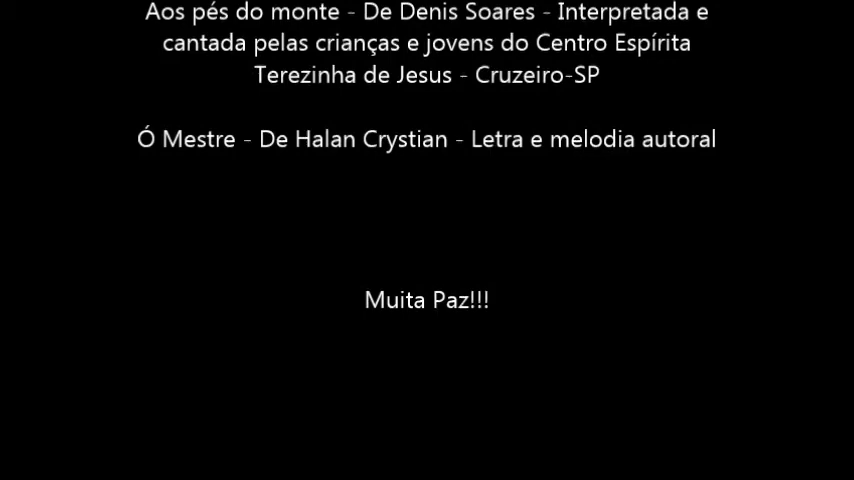 Aos pés do monte - De Denis Soares - Interpretada e
cantada pelas crianças e jovens do Centro Espírita
Terezinha de Jesus - Cruzeiro-SP
Ó Mestre - De Halan Crystian - Letra e melodia autoral
Muita Paz!!!